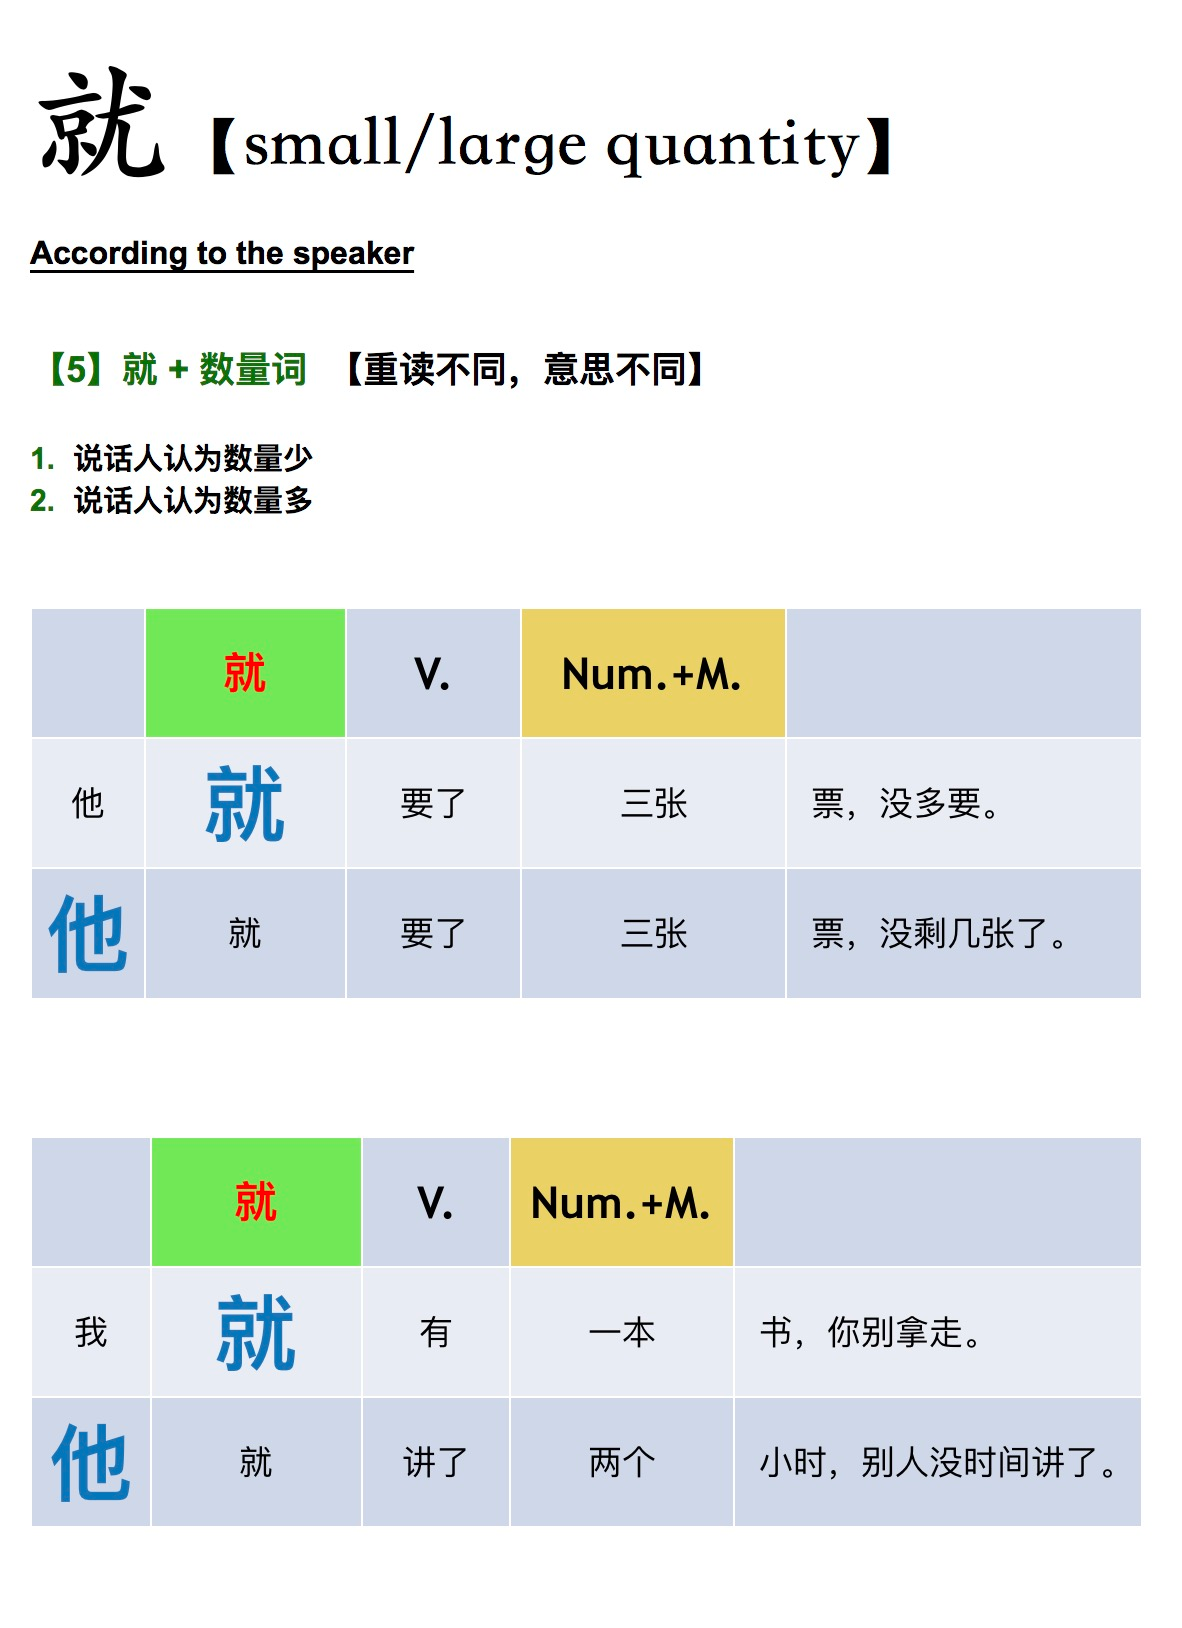 就【small/large quantity】
According to the speaker
【5】就 + 数量词 【重读不同，意思不同】
1. 说话人认为数量少
2. 说话人认为数量多
就 V. Num.+M.
他 就 要了 三张 票，没多要。
他 就 要了 三张 票，没剩几张了。
就 V. Num.+M.
我 就 有 一本 书，你别拿走。
他 就 讲了 两个 小时，别人没时间讲了。